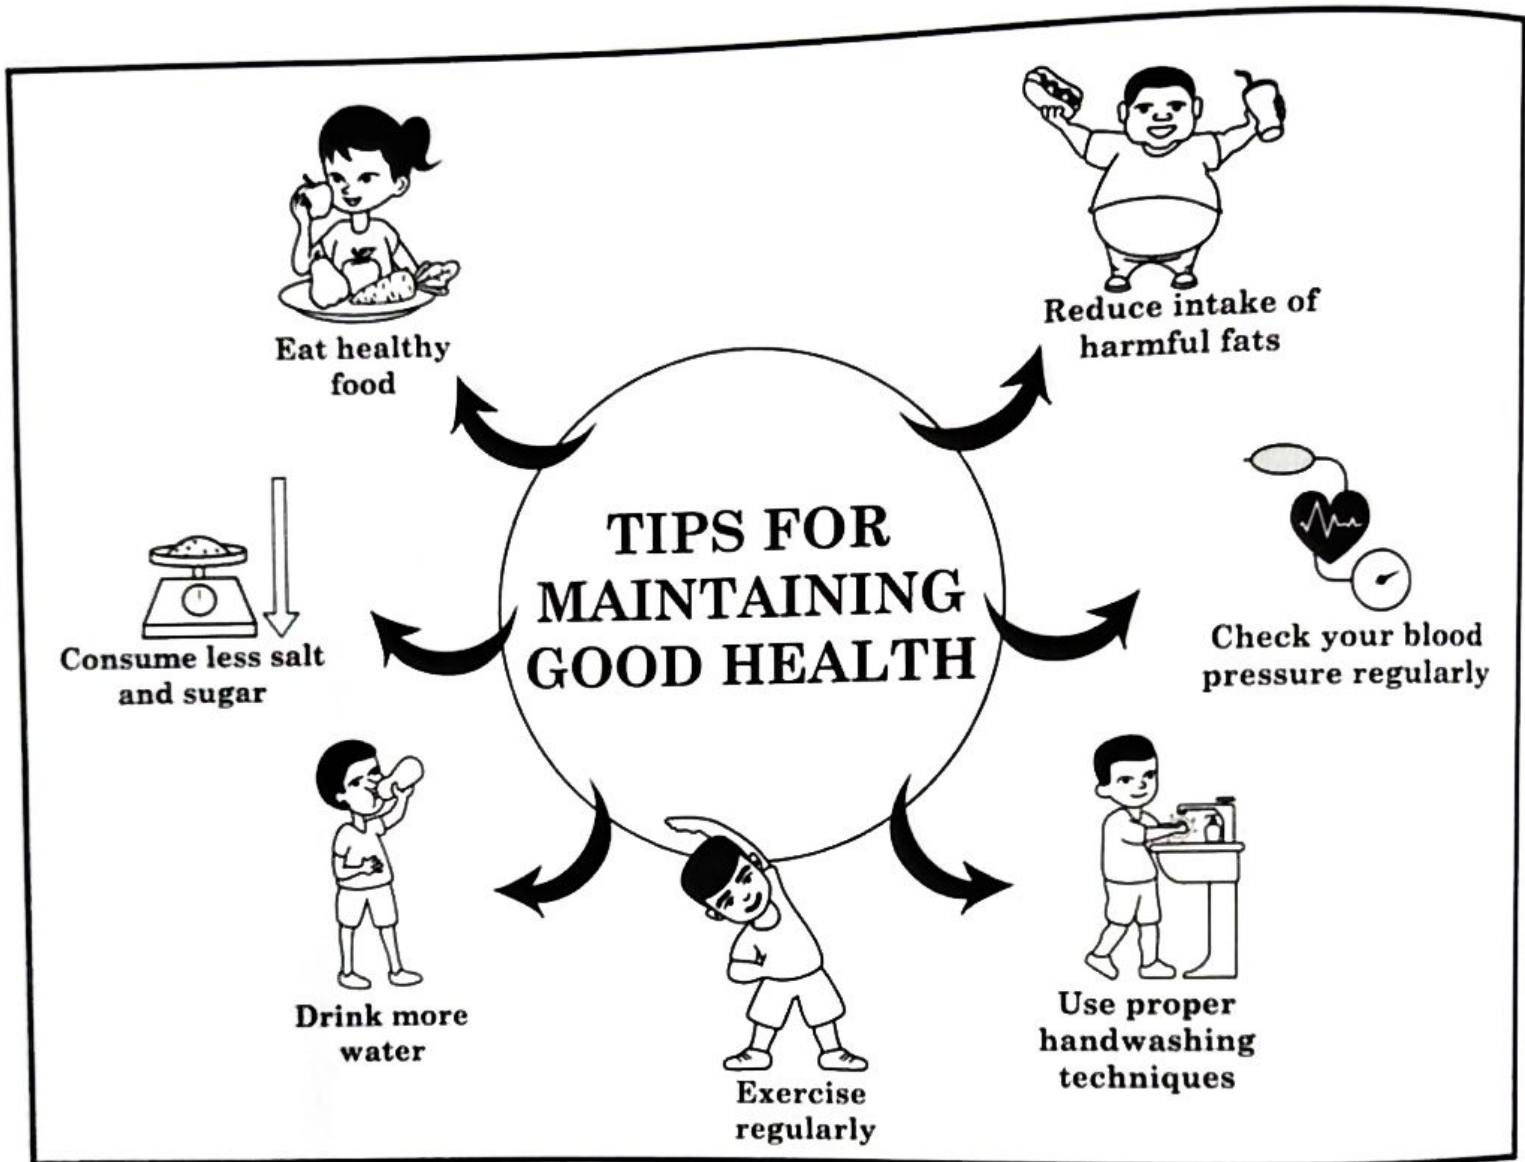 TIPS FOR
MAINTAINING
GOOD HEALTH
Eat healthy
food
Reduce intake of
harmful fats
Consume less salt
and sugar
Check your blood
pressure regularly
Drink more
water
Exercise
regularly
Use proper
handwashing
techniques